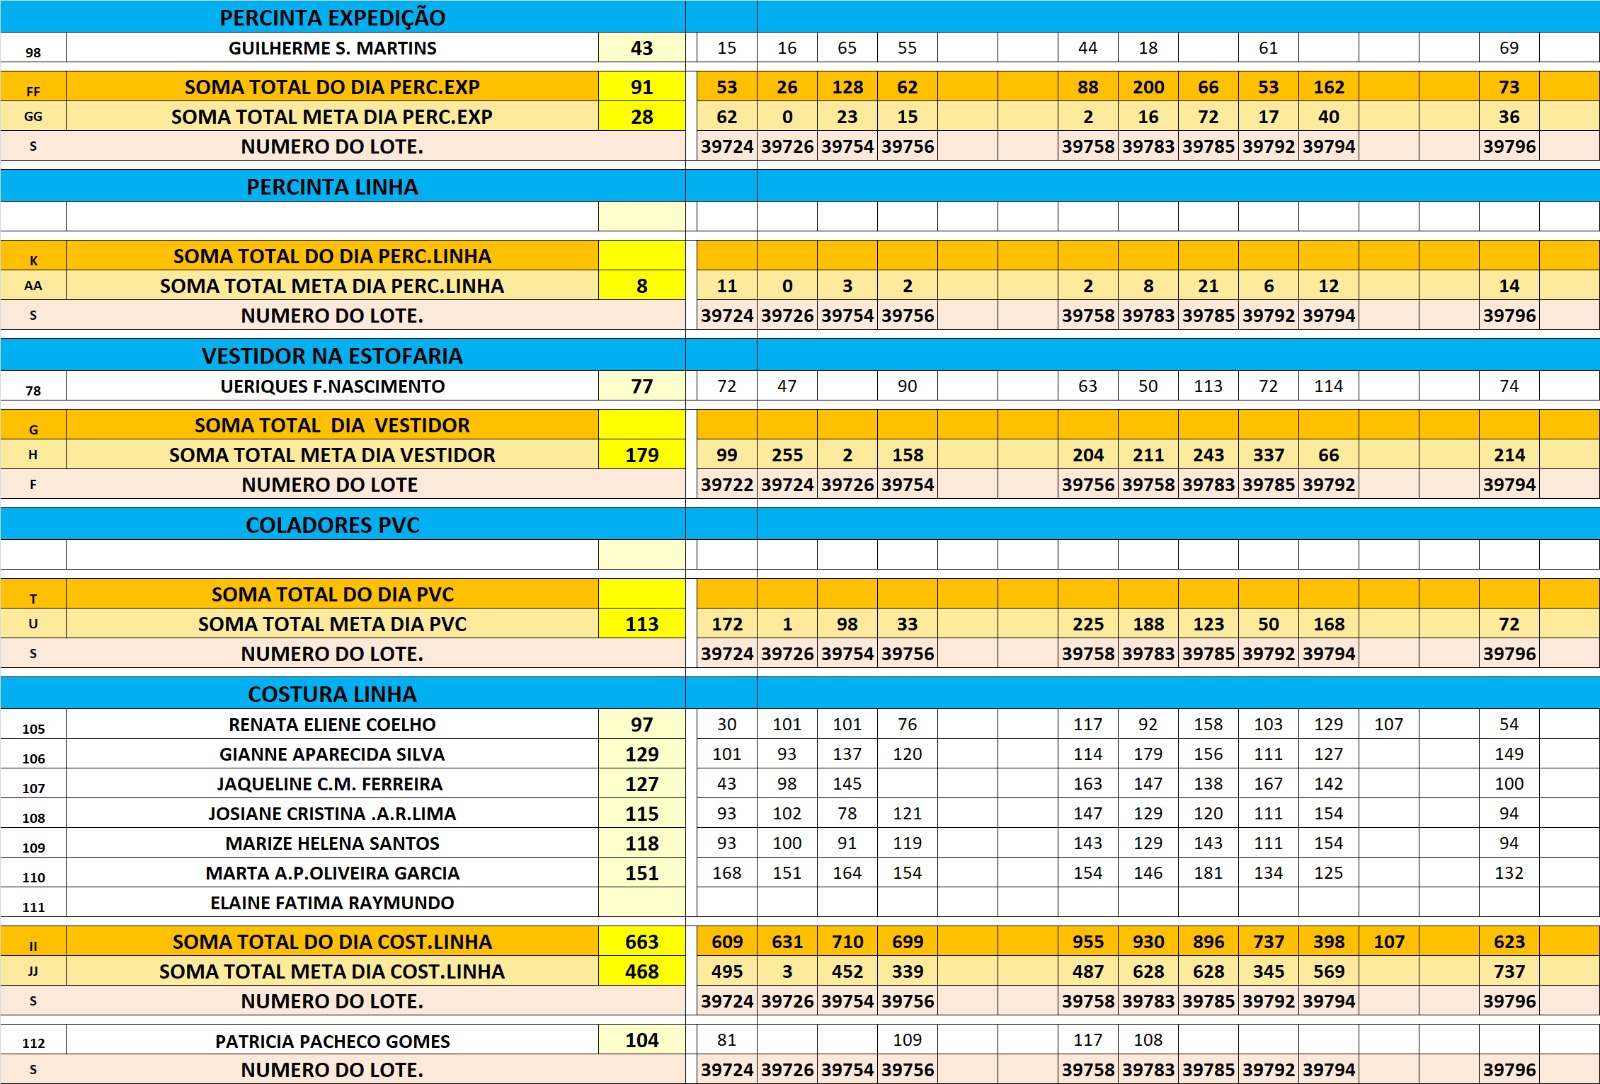 PERCINTA EXPEDIÇÃO
98 GUILHERME S. MARTINS 43 15 16 65 55 44 18 61 69
FF SOMA TOTAL DO DIA PERC.EXP 91 53 26 128 62 88 200 66 53 162 73
GG SOMA TOTAL META DIA PERC.EXP 28 62 0 23 15 2 16 72 17 40 36
S NUMERO DO LOTE. 39724 39726 39754 39756 39758 39783 39785 39792 39794 39796
PERCINTA LINHA
K SOMA TOTAL DO DIA PERC.LINHA
AA SOMA TOTAL META DIA PERC.LINHA 8 11 0 3 2 2 8 21 6 12 14
S NUMERO DO LOTE. 39724 39726 39754 39756 39758 39783 39785 39792 39794 39796
VESTIDOR NA ESTOFARIA
78 UERIQUES F.NASCIMENTO 77 72 47 90 63 50 113 72 114 74
G SOMA TOTAL DIA VESTIDOR
H SOMA TOTAL META DIA VESTIDOR 179 99 255 2 158 204 211 243 337 66 214
F NUMERO DO LOTE 39722 39724 39726 39754 39756 39758 39783 39785 39792 39794
COLADORES PVC
T SOMA TOTAL DO DIA PVC
U SOMA TOTAL META DIA PVC 113 172 1 98 33 225 188 123 50 168 72
S NUMERO DO LOTE. 39724 39726 39754 39756 39758 39783 39785 39792 39794 39796
COSTURA LINHA
105 RENATA ELIENE COELHO 97 30 101 101 76 117 92 158 103 129 107 54
106 GIANNE APARECIDA SILVA 129 101 93 137 120 114 179 156 111 127 149
107 JAQUELINE C.M. FERREIRA 127 43 98 145 163 147 138 167 142 100
108 JOSIANE CRISTINA .A.R.LIMA 115 93 102 78 121 147 129 120 111 154 94
109 MARIZE HELENA SANTOS 118 93 100 91 119 143 129 143 111 154 94
110 MARTA A.P.OLIVEIRA GARCIA 151 168 151 164 154 154 146 181 134 125 132
111 ELAINE FATIMA RAYMUNDO
II SOMA TOTAL DO DIA COST.LINHA 663 609 631 710 699 955 930 896 737 398 107 623
JJ SOMA TOTAL META DIA COST.LINHA 468 495 3 452 339 487 628 628 345 569 737
S NUMERO DO LOTE. 39724 39726 39754 39756 39758 39783 39785 39792 39794 39796
112 PATRICIA PACHECO GOMES 104 81 109 117 108
S NUMERO DO LOTE. 39724 39726 39754 39756 39758 39783 39785 39792 39794 39796